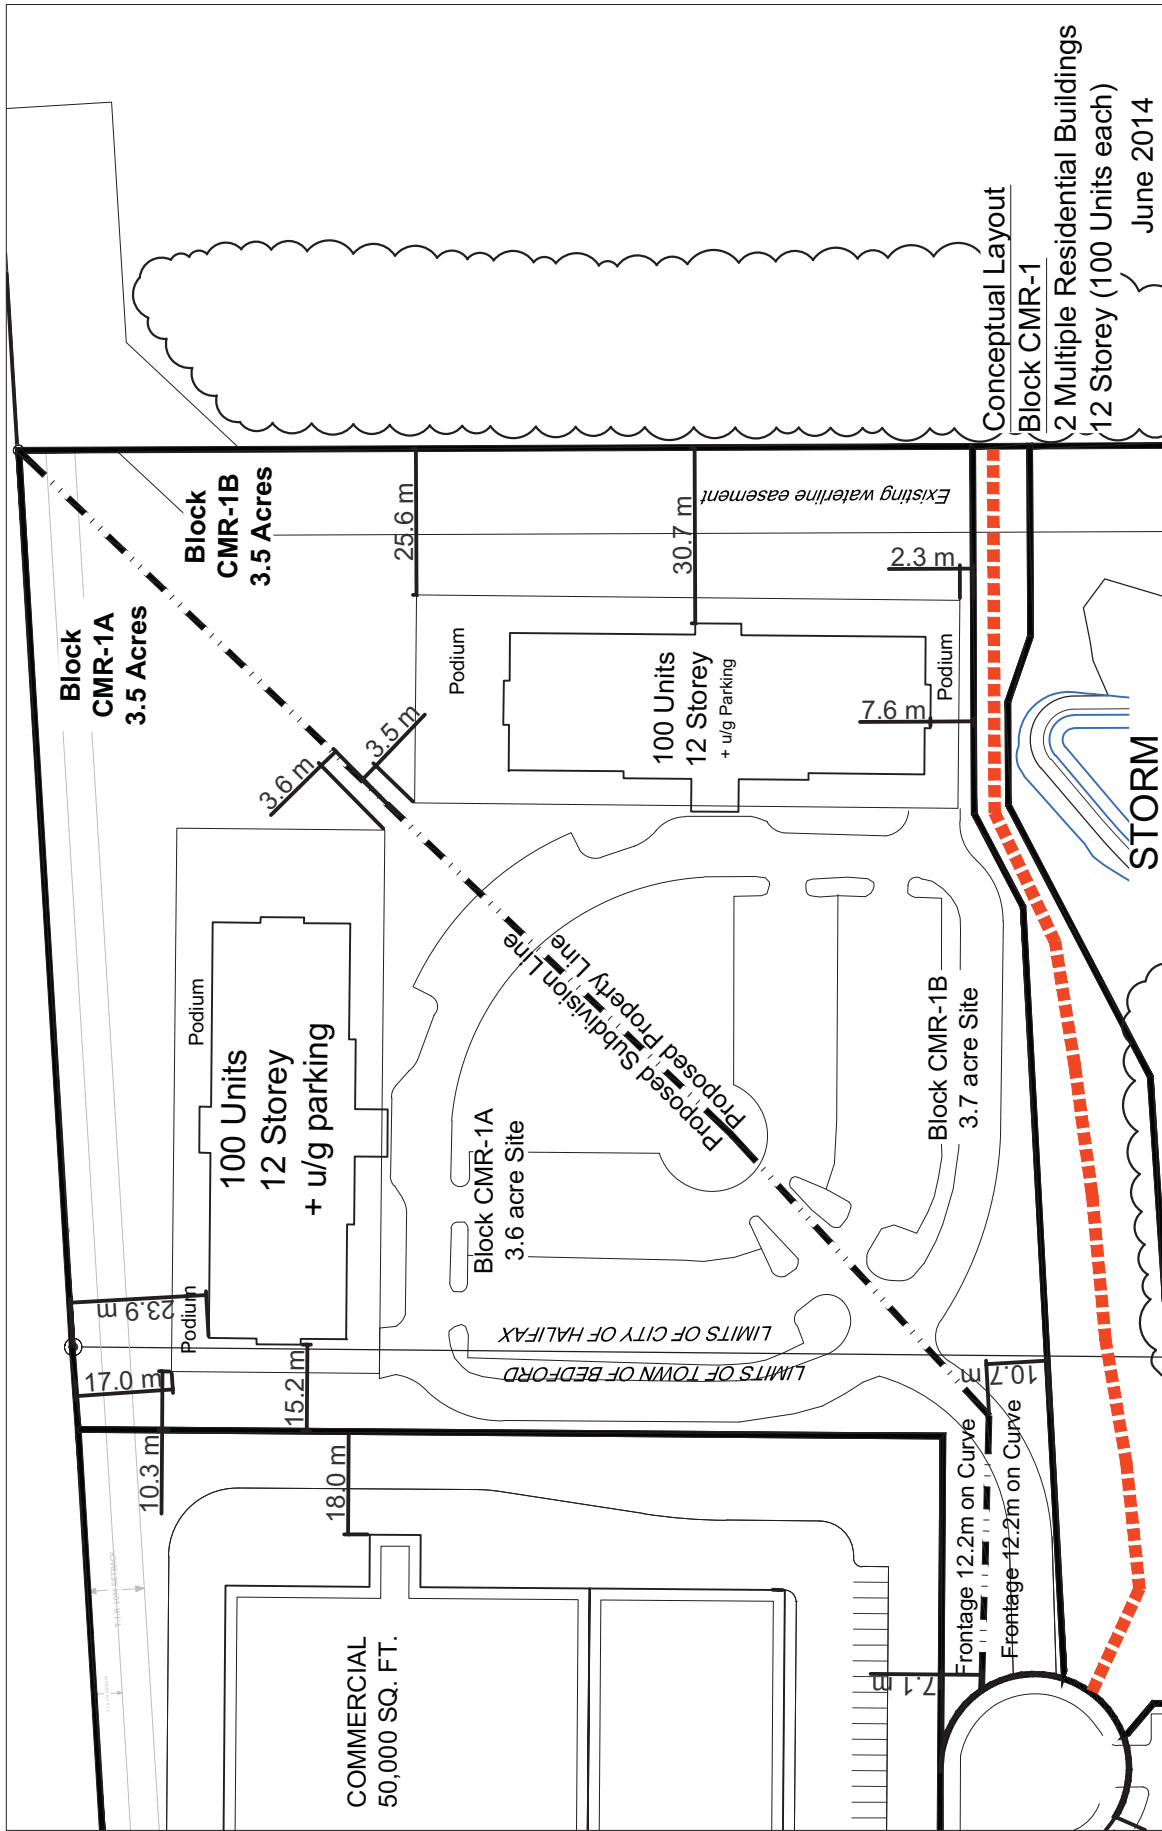 Block
CMR-1A
3.5 Acres
Block
CMR-1B
3.5 Acres
25.6 m
30.7 m
Existing waterline easement
2.3 m
7.6 m
Podium
100 Units
12 Storey
+ u/g Parking
Podium
3.6 m
3.5 m
Podium
100 Units
12 Storey
+ u/g parking
Podium
23.9 m
17.0 m
15.2 m
10.3 m
18.0 m
Proposed Subdivision Line
Proposed Property Line
Block CMR-1A
3.6 acre Site
Block CMR-1B
3.7 acre Site
LIMITS OF CITY OF HALIFAX
LIMITS OF TOWN OF BEDFORD
10.7 m
Frontage 12.2m on Curve
Frontage 12.2m on Curve
7.1 m
COMMERCIAL
50,000 SQ. FT.
STORM
Conceptual Layout
Block CMR-1
2 Multiple Residential Buildings
12 Storey (100 Units each)
June 2014